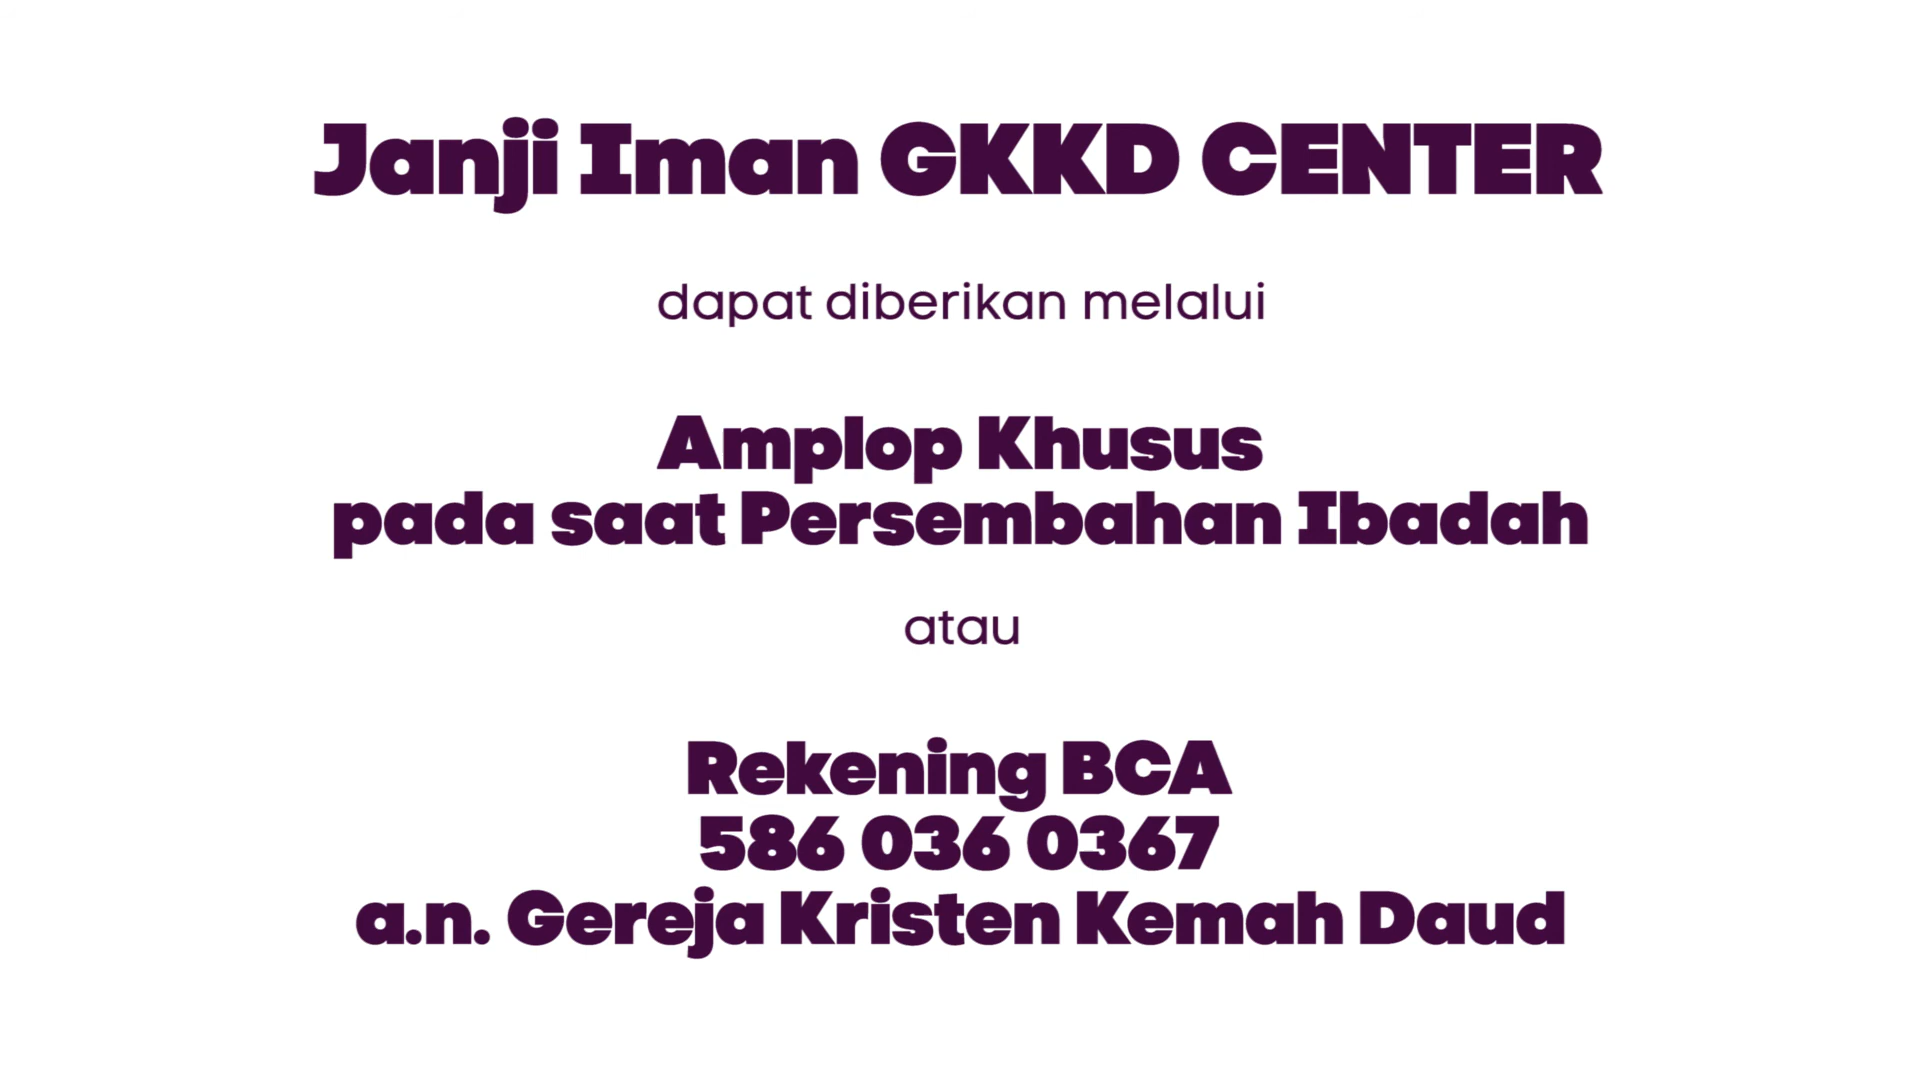 Janji Iman GKKD CENTER
dapat diberikan melalui
Amplop Khusus
pada saat Persembahan Ibadah
atau
Rekening BCA
586 036 0367
a.n. Gereja Kristen Kemah Daud